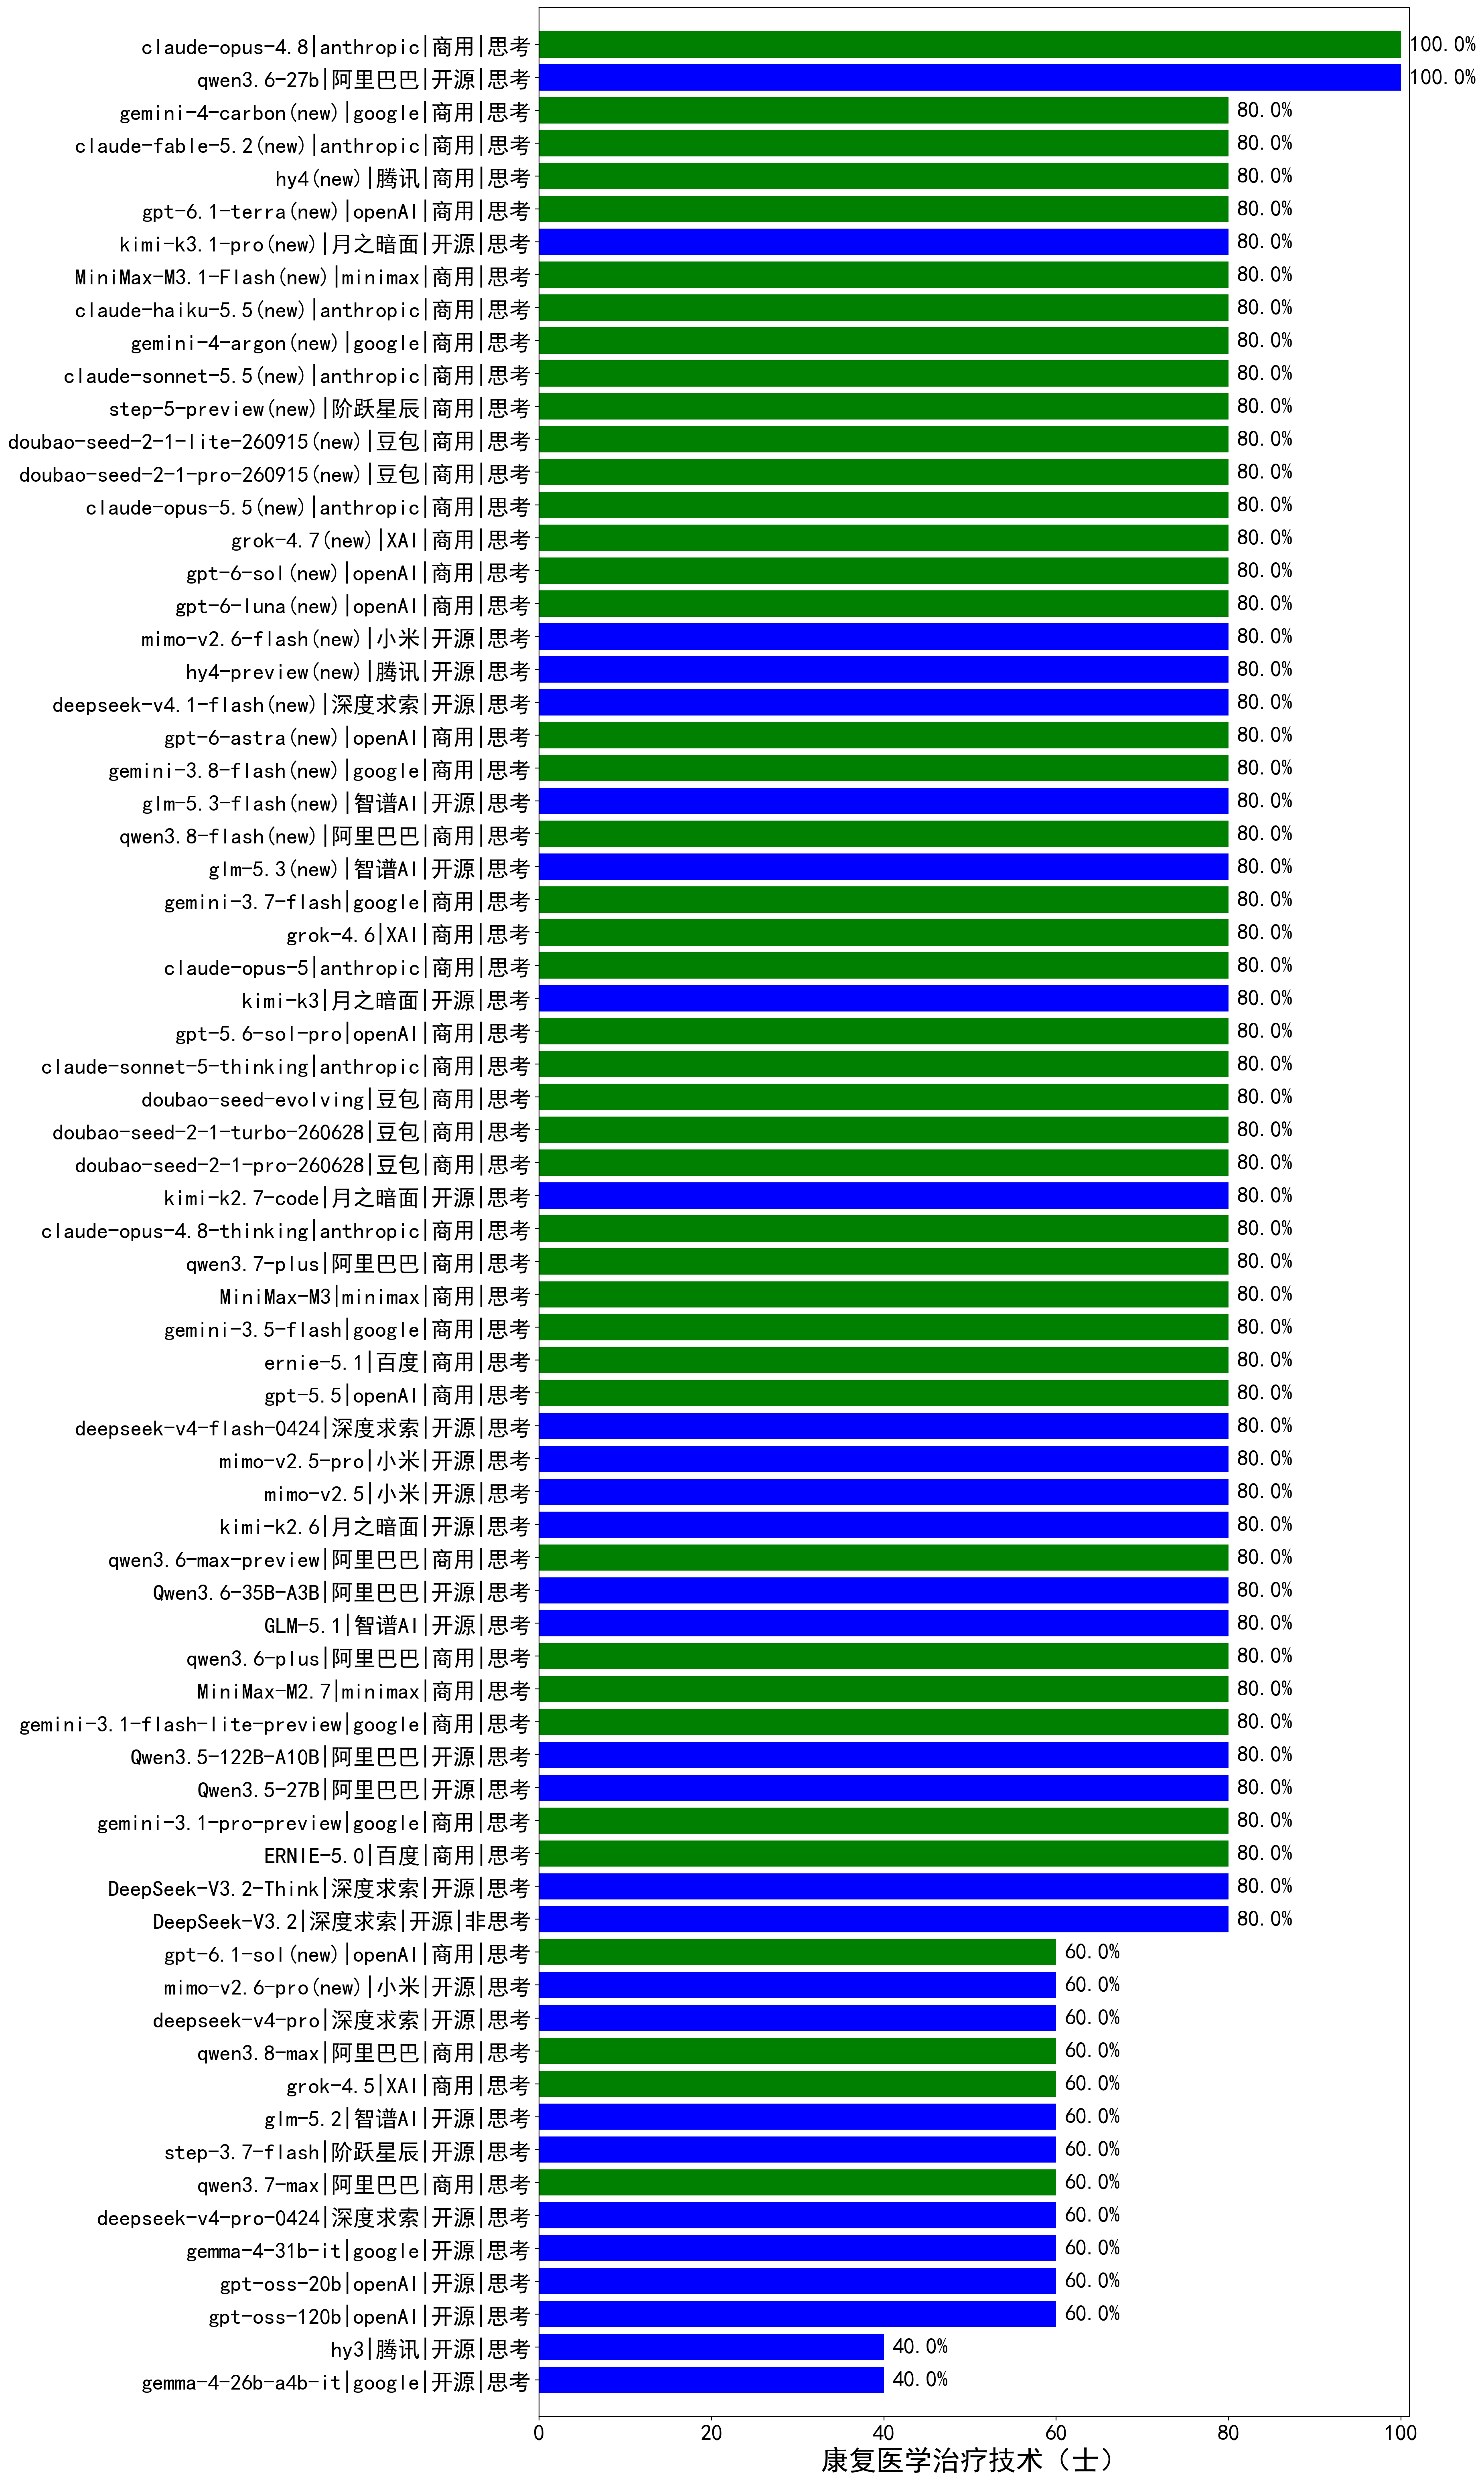 claude-opus-4.8|anthropic|商用|思考 100.0%
qwen3.6-27b|阿里巴巴|开源|思考 100.0%
gemini-4-carbon(new)|google|商用|思考 80.0%
claude-fable-5.2(new)|anthropic|商用|思考 80.0%
hy4(new)|腾讯|商用|思考 80.0%
gpt-6.1-terra(new)|openAI|商用|思考 80.0%
kimi-k3.1-pro(new)|月之暗面|开源|思考 80.0%
MiniMax-M3.1-Flash(new)|minimax|商用|思考 80.0%
claude-haiku-5.5(new)|anthropic|商用|思考 80.0%
gemini-4-argon(new)|google|商用|思考 80.0%
claude-sonnet-5.5(new)|anthropic|商用|思考 80.0%
step-5-preview(new)|阶跃星辰|商用|思考 80.0%
doubao-seed-2-1-lite-260915(new)|豆包|商用|思考 80.0%
doubao-seed-2-1-pro-260915(new)|豆包|商用|思考 80.0%
claude-opus-5.5(new)|anthropic|商用|思考 80.0%
grok-4.7(new)|XAI|商用|思考 80.0%
gpt-6-sol(new)|openAI|商用|思考 80.0%
gpt-6-luna(new)|openAI|商用|思考 80.0%
mimo-v2.6-flash(new)|小米|开源|思考 80.0%
hy4-preview(new)|腾讯|开源|思考 80.0%
deepseek-v4.1-flash(new)|深度求索|开源|思考 80.0%
gpt-6-astra(new)|openAI|商用|思考 80.0%
gemini-3.8-flash(new)|google|商用|思考 80.0%
glm-5.3-flash(new)|智谱AI|开源|思考 80.0%
qwen3.8-flash(new)|阿里巴巴|商用|思考 80.0%
glm-5.3(new)|智谱AI|开源|思考 80.0%
gemini-3.7-flash|google|商用|思考 80.0%
grok-4.6|XAI|商用|思考 80.0%
claude-opus-5|anthropic|商用|思考 80.0%
kimi-k3|月之暗面|开源|思考 80.0%
gpt-5.6-sol-pro|openAI|商用|思考 80.0%
claude-sonnet-5-thinking|anthropic|商用|思考 80.0%
doubao-seed-evolving|豆包|商用|思考 80.0%
doubao-seed-2-1-turbo-260628|豆包|商用|思考 80.0%
doubao-seed-2-1-pro-260628|豆包|商用|思考 80.0%
kimi-k2.7-code|月之暗面|开源|思考 80.0%
claude-opus-4.8-thinking|anthropic|商用|思考 80.0%
qwen3.7-plus|阿里巴巴|商用|思考 80.0%
MiniMax-M3|minimax|商用|思考 80.0%
gemini-3.5-flash|google|商用|思考 80.0%
ernie-5.1|百度|商用|思考 80.0%
gpt-5.5|openAI|商用|思考 80.0%
deepseek-v4-flash-0424|深度求索|开源|思考 80.0%
mimo-v2.5-pro|小米|开源|思考 80.0%
mimo-v2.5|小米|开源|思考 80.0%
kimi-k2.6|月之暗面|开源|思考 80.0%
qwen3.6-max-preview|阿里巴巴|商用|思考 80.0%
Qwen3.6-35B-A3B|阿里巴巴|开源|思考 80.0%
GLM-5.1|智谱AI|开源|思考 80.0%
qwen3.6-plus|阿里巴巴|商用|思考 80.0%
MiniMax-M2.7|minimax|商用|思考 80.0%
gemini-3.1-flash-lite-preview|google|商用|思考 80.0%
Qwen3.5-122B-A10B|阿里巴巴|开源|思考 80.0%
Qwen3.5-27B|阿里巴巴|开源|思考 80.0%
gemini-3.1-pro-preview|google|商用|思考 80.0%
ERNIE-5.0|百度|商用|思考 80.0%
DeepSeek-V3.2-Think|深度求索|开源|思考 80.0%
DeepSeek-V3.2|深度求索|开源|非思考 80.0%
gpt-6.1-sol(new)|openAI|商用|思考 60.0%
mimo-v2.6-pro(new)|小米|开源|思考 60.0%
deepseek-v4-pro|深度求索|开源|思考 60.0%
qwen3.8-max|阿里巴巴|商用|思考 60.0%
grok-4.5|XAI|商用|思考 60.0%
glm-5.2|智谱AI|开源|思考 60.0%
step-3.7-flash|阶跃星辰|开源|思考 60.0%
qwen3.7-max|阿里巴巴|商用|思考 60.0%
deepseek-v4-pro-0424|深度求索|开源|思考 60.0%
gemma-4-31b-it|google|开源|思考 60.0%
gpt-oss-20b|openAI|开源|思考 60.0%
gpt-oss-120b|openAI|开源|思考 60.0%
hy3|腾讯|开源|思考 40.0%
gemma-4-26b-a4b-it|google|开源|思考 40.0%
0 20 40 60 80 100
康复医学治疗技术（士）